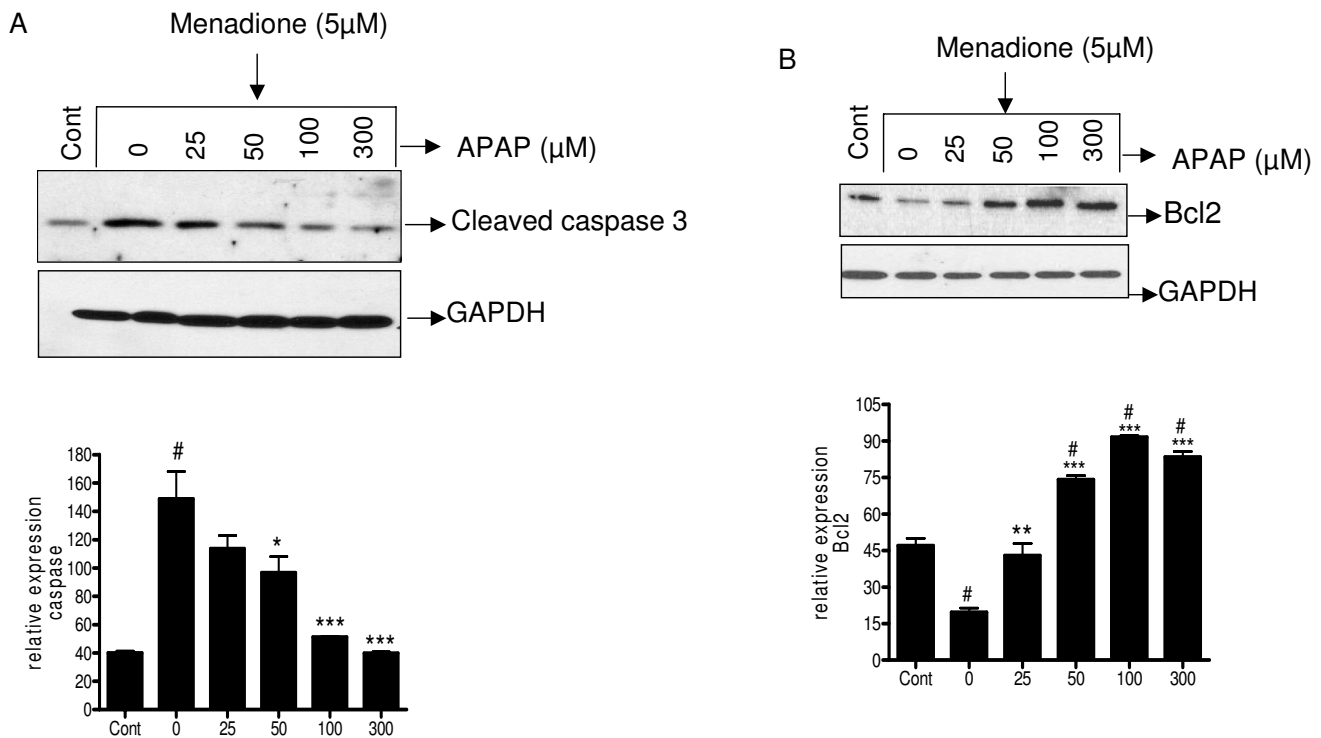 A
Menadione (5µM)
Cont
0
25
50
100
300
APAP (µM)
Cleaved caspase 3
GAPDH
relative expression
caspase
180
160
140
120
100
80
60
40
20
0
#
*
***
***
Cont 0 25 50 100 300
B
Menadione (5µM)
Cont
0
25
50
100
300
APAP (µM)
Bcl2
GAPDH
relative expression
Bcl2
105
90
75
60
45
30
15
0
#
**
#
***
#
***
#
***
Cont 0 25 50 100 300